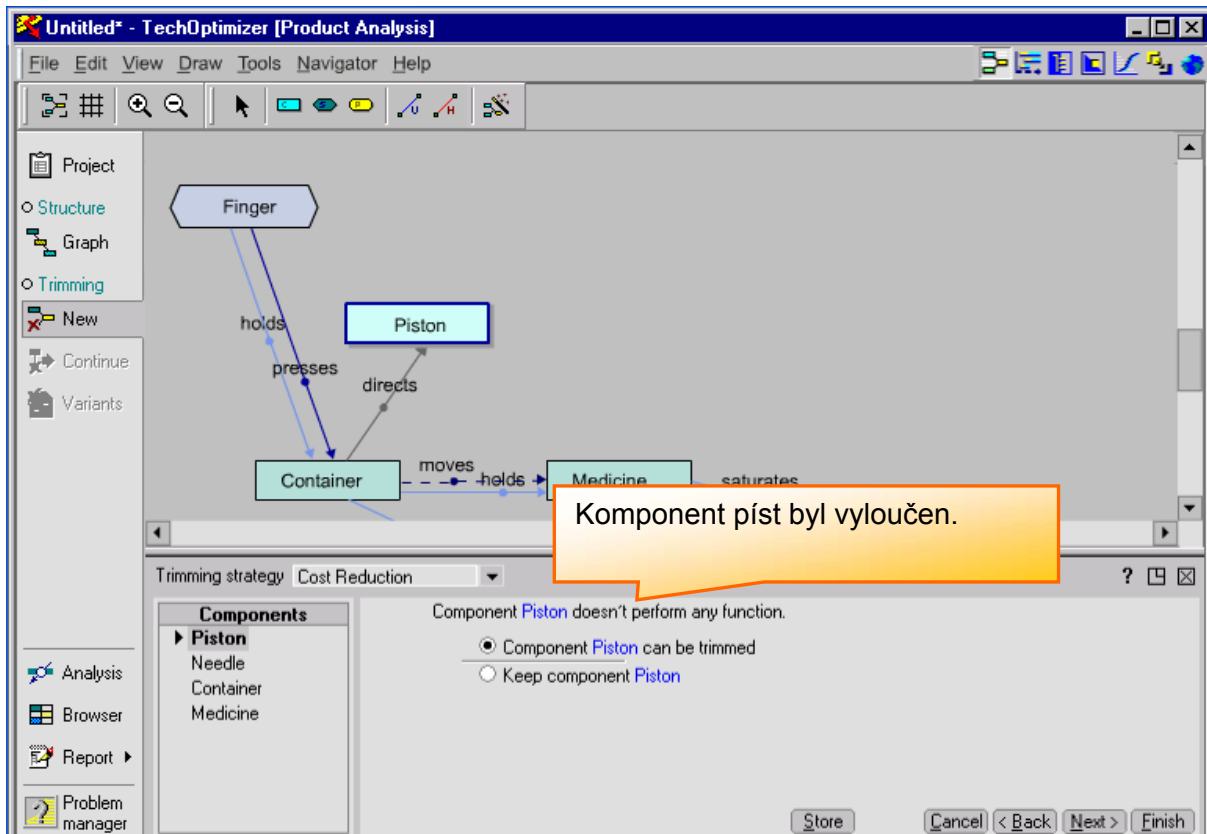 Untitled* - TechOptimizer [Product Analysis]
File Edit View Draw Tools Navigator Help
C S P U H
Project
Structure
Graph
Trimming
New
Continue
Variants
Finger
holds
Piston
presses
directs
Container
moves
holds
Medicine
saturates
Komponent píst byl vyloučen.
Trimming strategy Cost Reduction
?
Components
Piston
Needle
Container
Medicine
Component Piston doesn't perform any function.
Component Piston can be trimmed
Keep component Piston
Analysis
Browser
Report
Problem
manager
Store Cancel < Back Next > Finish